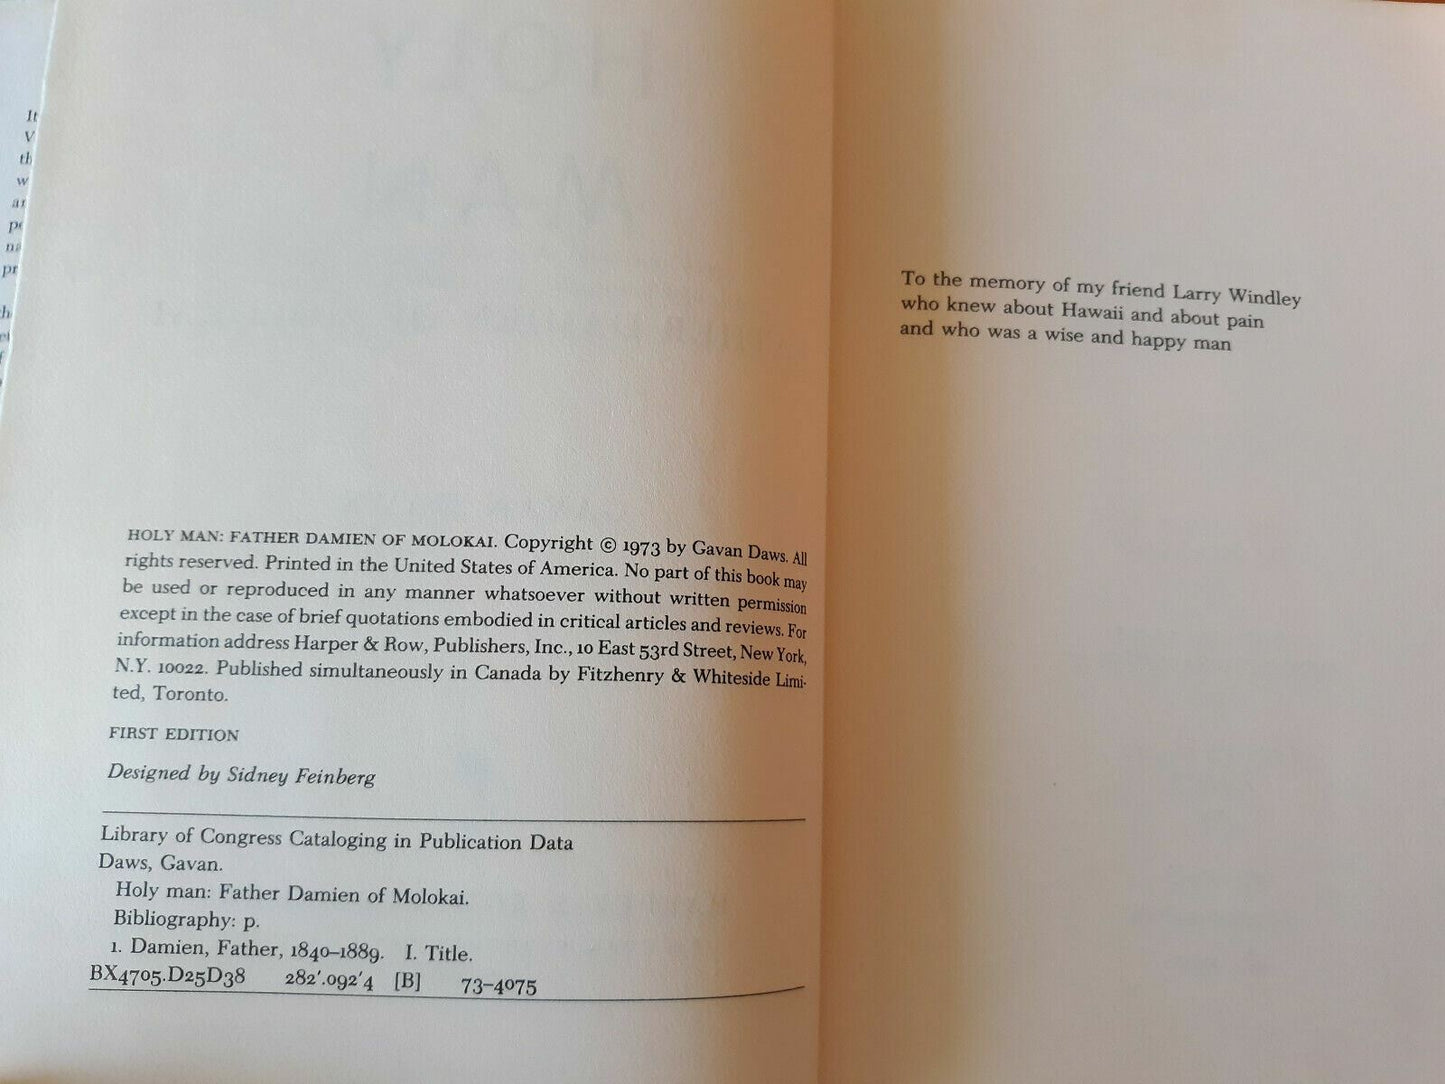 It
V
th
w
ar
pe
na
pr
HOLY MAN: FATHER DAMIEN OF MOLOKAI. Copyright © 1973 by Gavan Daws. All
rights reserved. Printed in the United States of America. No part of this book may
be used or reproduced in any manner whatsoever without written permission
except in the case of brief quotations embodied in critical articles and reviews. For
information address Harper & Row, Publishers, Inc., 10 East 53rd Street, New York,
N.Y. 10022. Published simultaneously in Canada by Fitzhenry & Whiteside Limi-
ted, Toronto.
FIRST EDITION
Designed by Sidney Feinberg
Library of Congress Cataloging in Publication Data
Daws, Gavan.
Holy man: Father Damien of Molokai.
Bibliography: p.
1. Damien, Father, 1840–1889. I. Title.
BX4705.D25D38 282'.092'4 [B] 73–4075
To the memory of my friend Larry Windley
who knew about Hawaii and about pain
and who was a wise and happy man